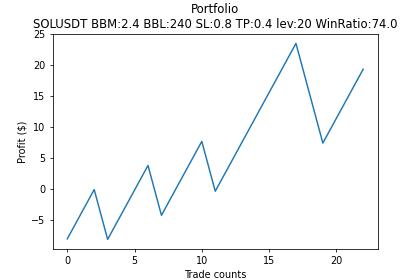 Portfolio
SOLUSDT BBM:2.4 BBL:240 SL:0.8 TP:0.4 lev:20 WinRatio:74.0
25
20
15
10
5
0
−5
Profit ($)
0 5 10 15 20
Trade counts